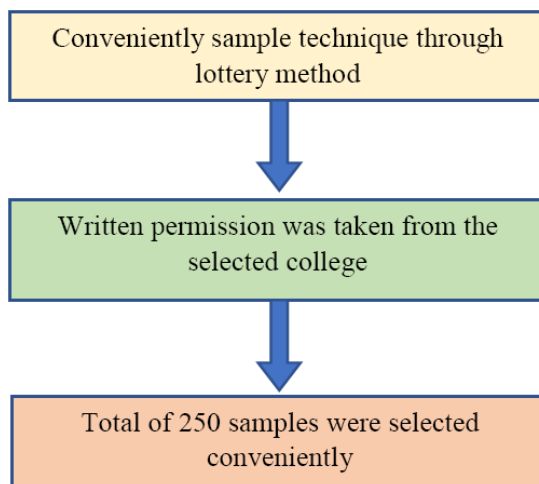 Conveniently sample technique through
lottery method
Written permission was taken from the
selected college
Total of 250 samples were selected
conveniently